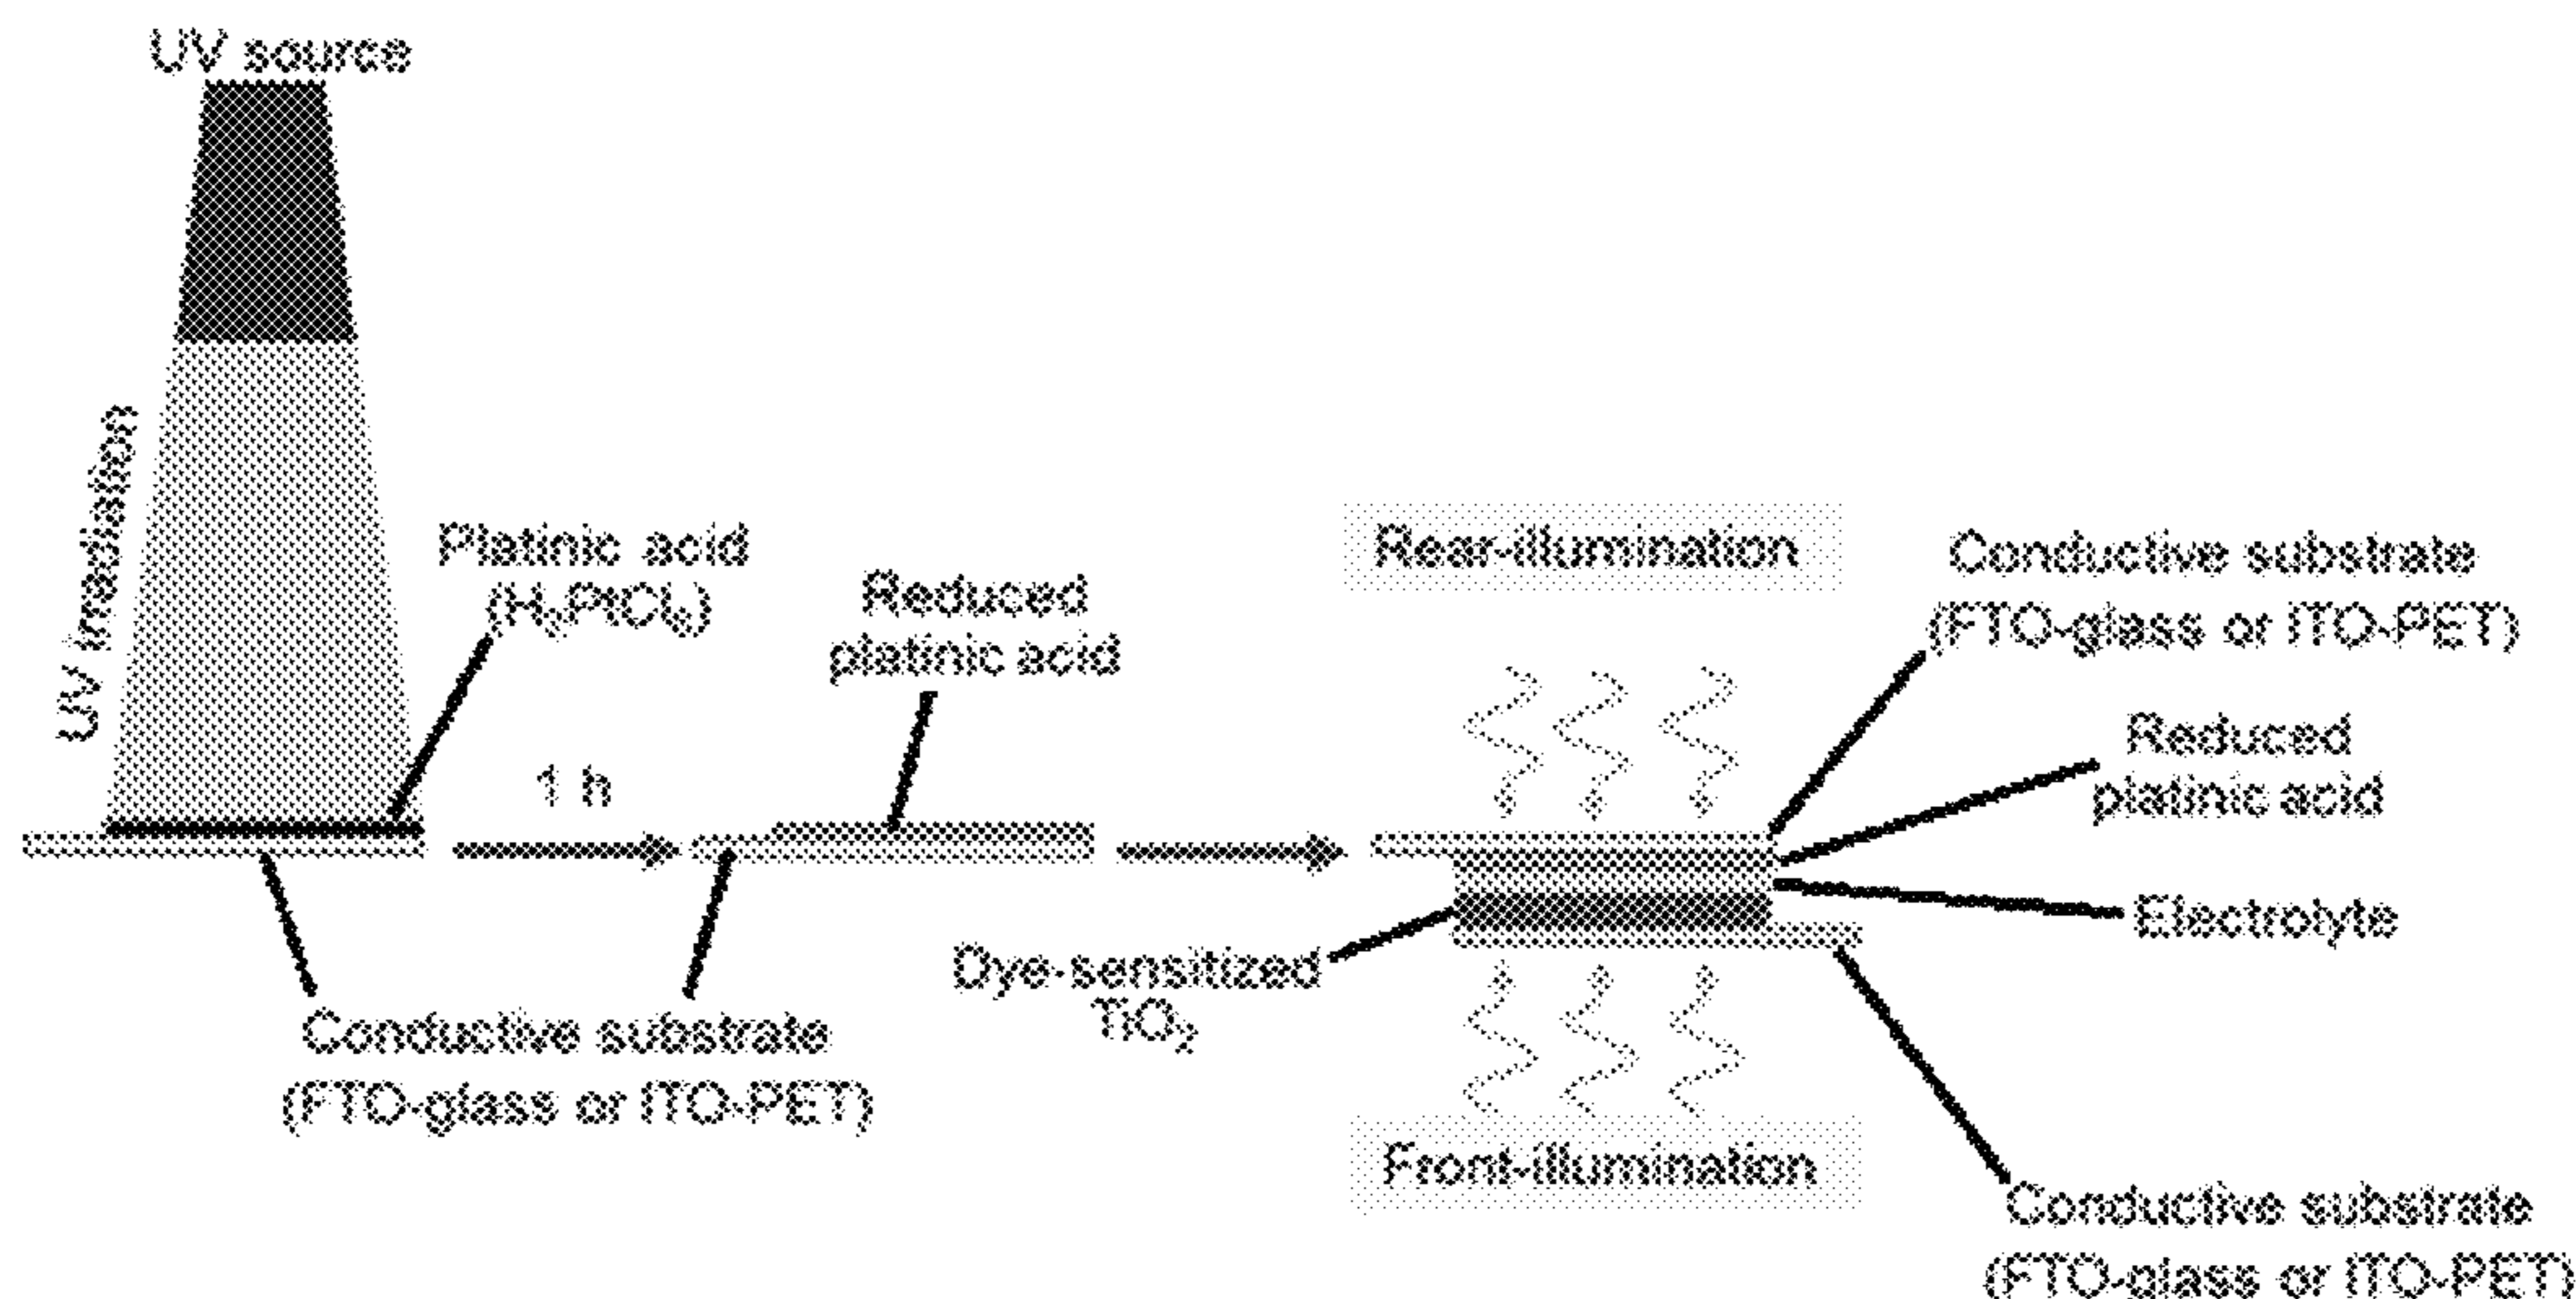 UV source
UV irradiation
Platinic acid
(H₂PtCl₆)
1 h
Reduced
platinic acid
Conductive substrate
(FTO-glass or ITO-PET)
Rear-illumination
Conductive substrate
(FTO-glass or ITO-PET)
Reduced
platinic acid
Electrolyte
Dye-sensitized
TiO₂
Front-illumination
Conductive substrate
(FTO-glass or ITO-PET)